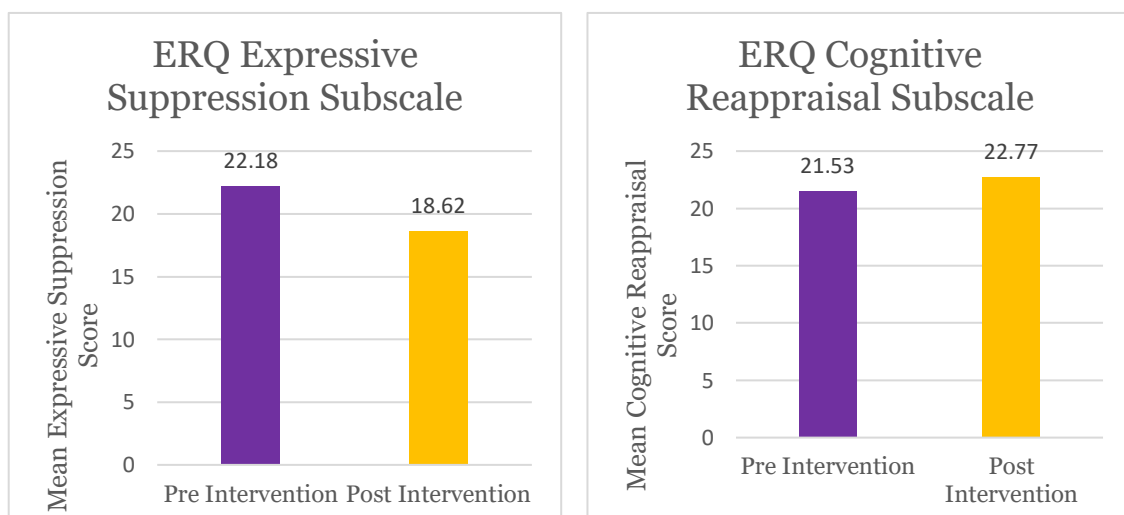 ERQ Expressive
Suppression Subscale
Mean Expressive Suppression
Score
25
20
15
10
5
0
22.18
18.62
Pre Intervention
Post Intervention
ERQ Cognitive
Reappraisal Subscale
Mean Cognitive Reappraisal
Score
25
20
15
10
5
0
21.53
22.77
Pre Intervention
Post
Intervention